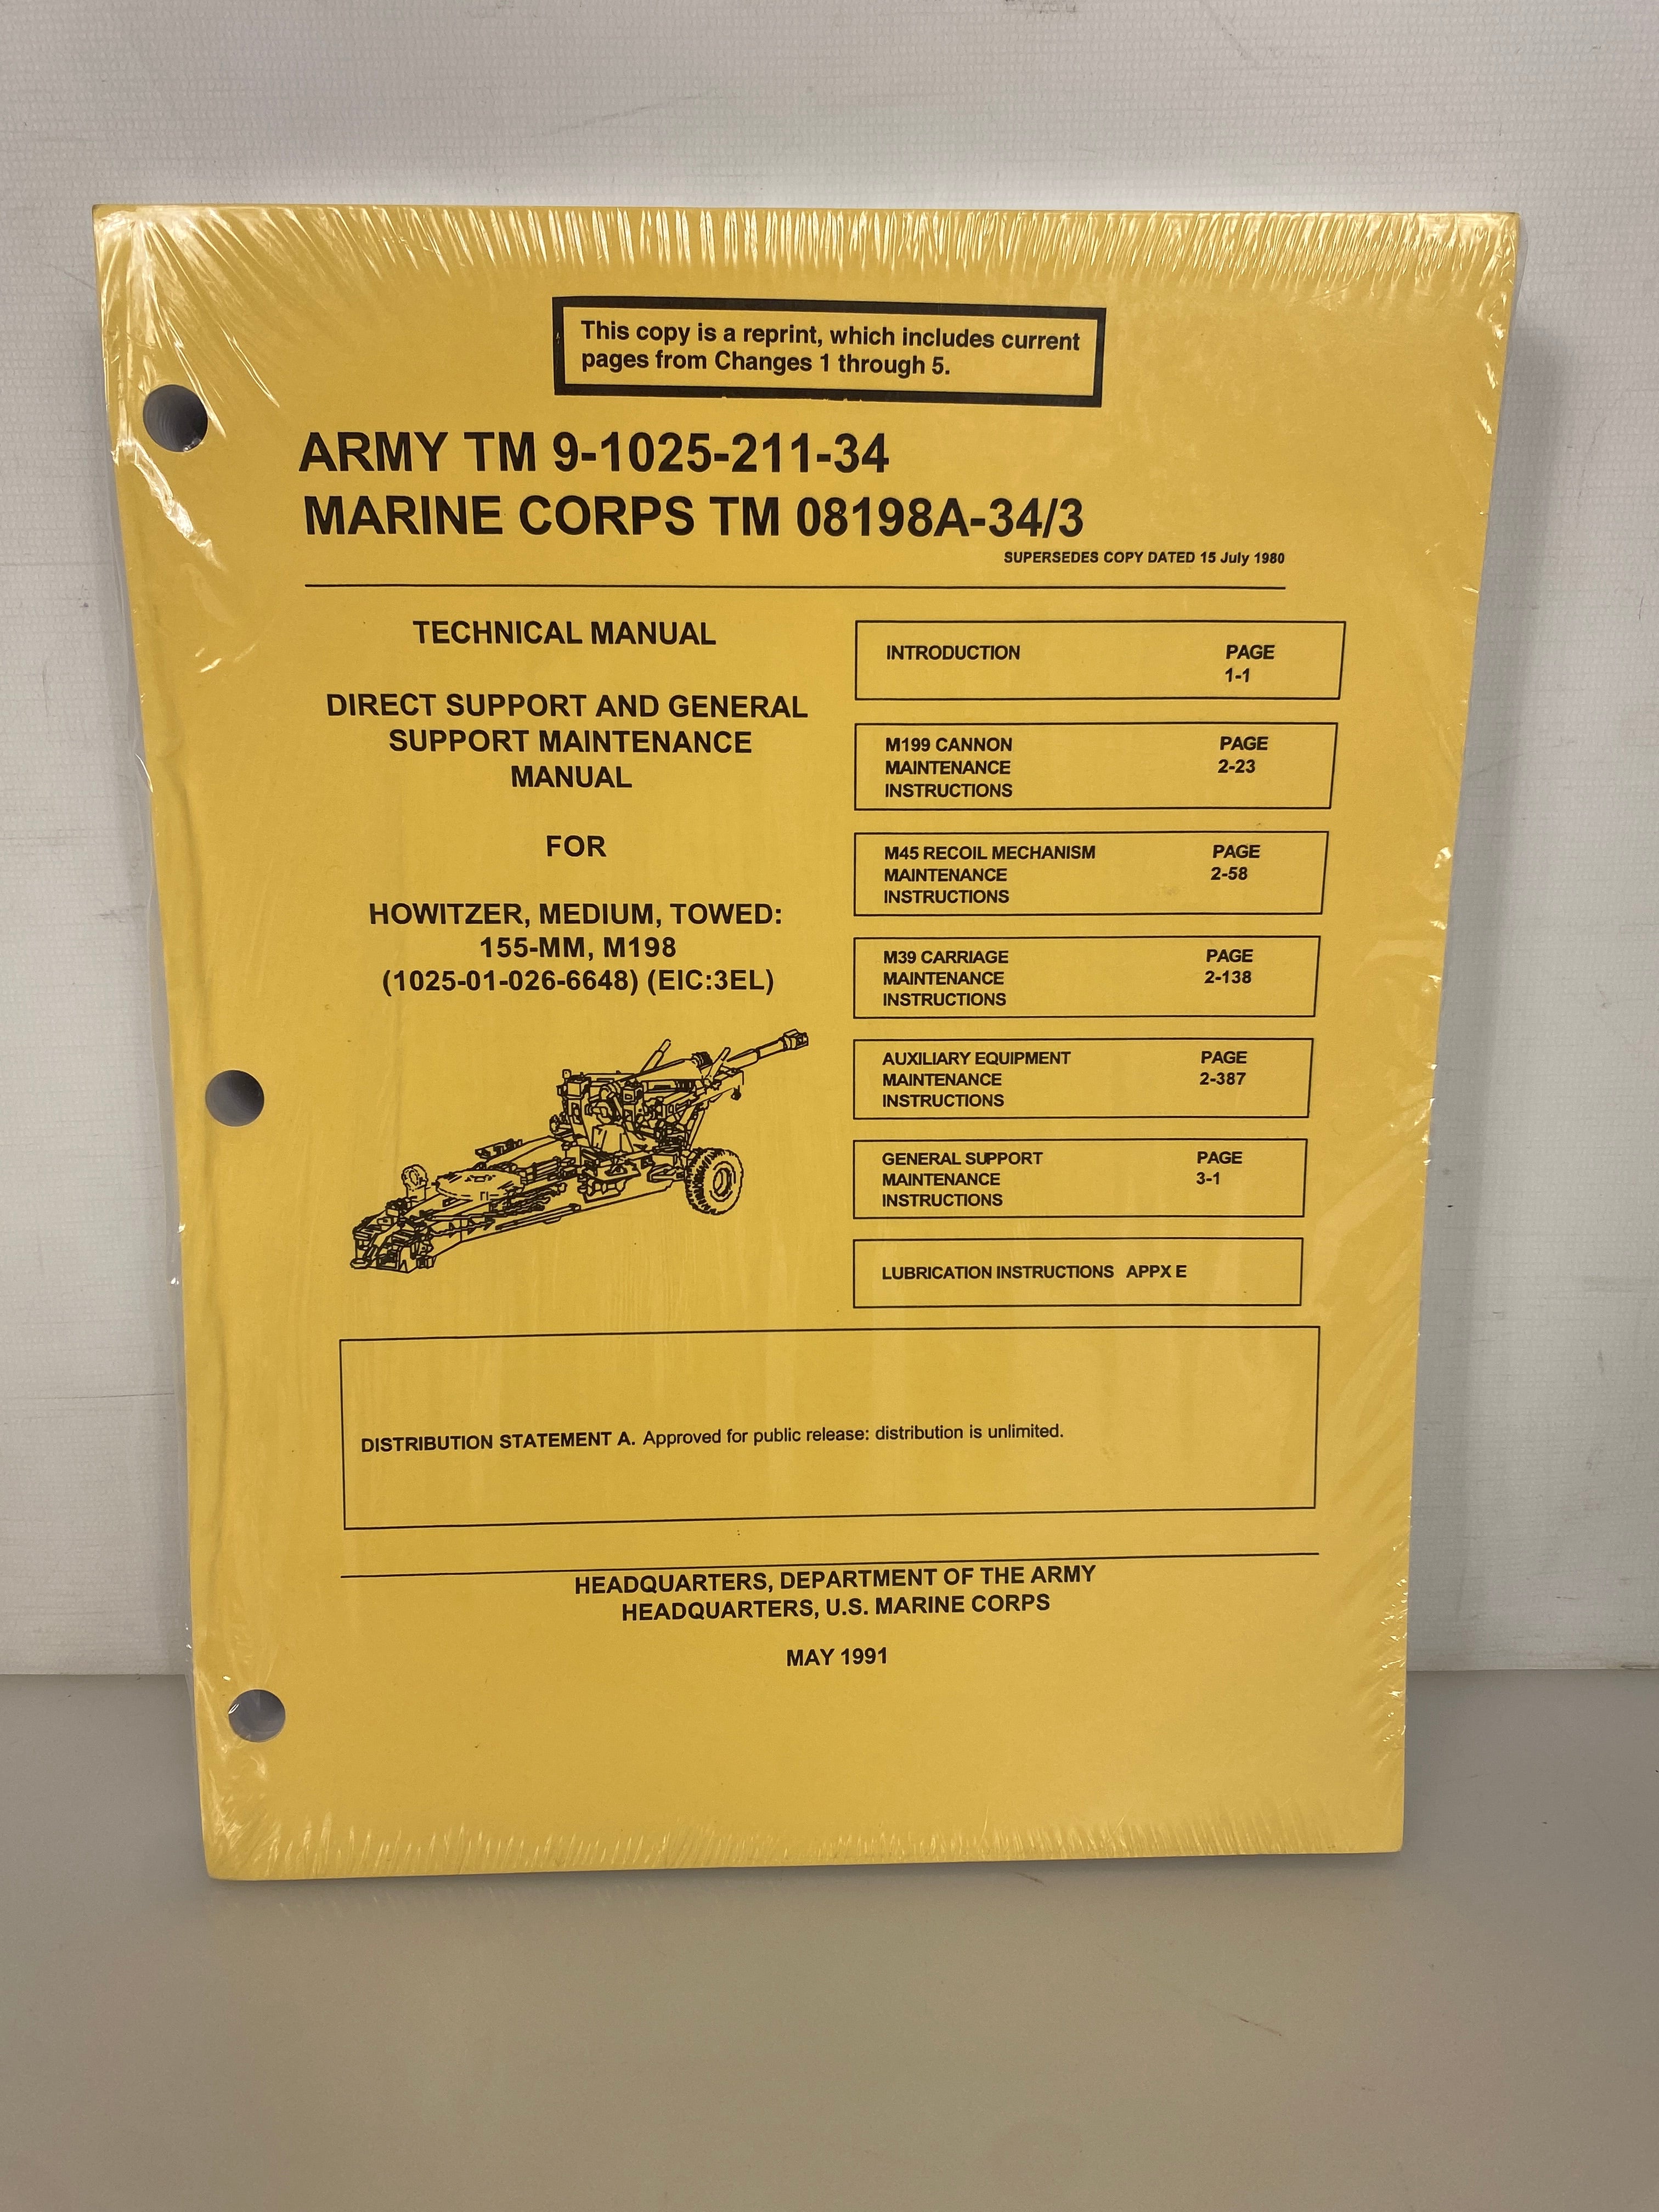 This copy is a reprint, which includes current
pages from Changes 1 through 5.
ARMY TM 9-1025-211-34
MARINE CORPS TM 08198A-34/3
SUPERSEDES COPY DATED 15 July 1980
TECHNICAL MANUAL
DIRECT SUPPORT AND GENERAL
SUPPORT MAINTENANCE
MANUAL
FOR
HOWITZER, MEDIUM, TOWED:
155-MM, M198
(1025-01-026-6648) (EIC:3EL)
INTRODUCTION PAGE
1-1
M199 CANNON PAGE
MAINTENANCE 2-23
INSTRUCTIONS
M45 RECOIL MECHANISM PAGE
MAINTENANCE 2-58
INSTRUCTIONS
M39 CARRIAGE PAGE
MAINTENANCE 2-138
INSTRUCTIONS
AUXILIARY EQUIPMENT PAGE
MAINTENANCE 2-387
INSTRUCTIONS
GENERAL SUPPORT PAGE
MAINTENANCE 3-1
INSTRUCTIONS
LUBRICATION INSTRUCTIONS APPX E
DISTRIBUTION STATEMENT A. Approved for public release: distribution is unlimited.
HEADQUARTERS, DEPARTMENT OF THE ARMY
HEADQUARTERS, U.S. MARINE CORPS
MAY 1991